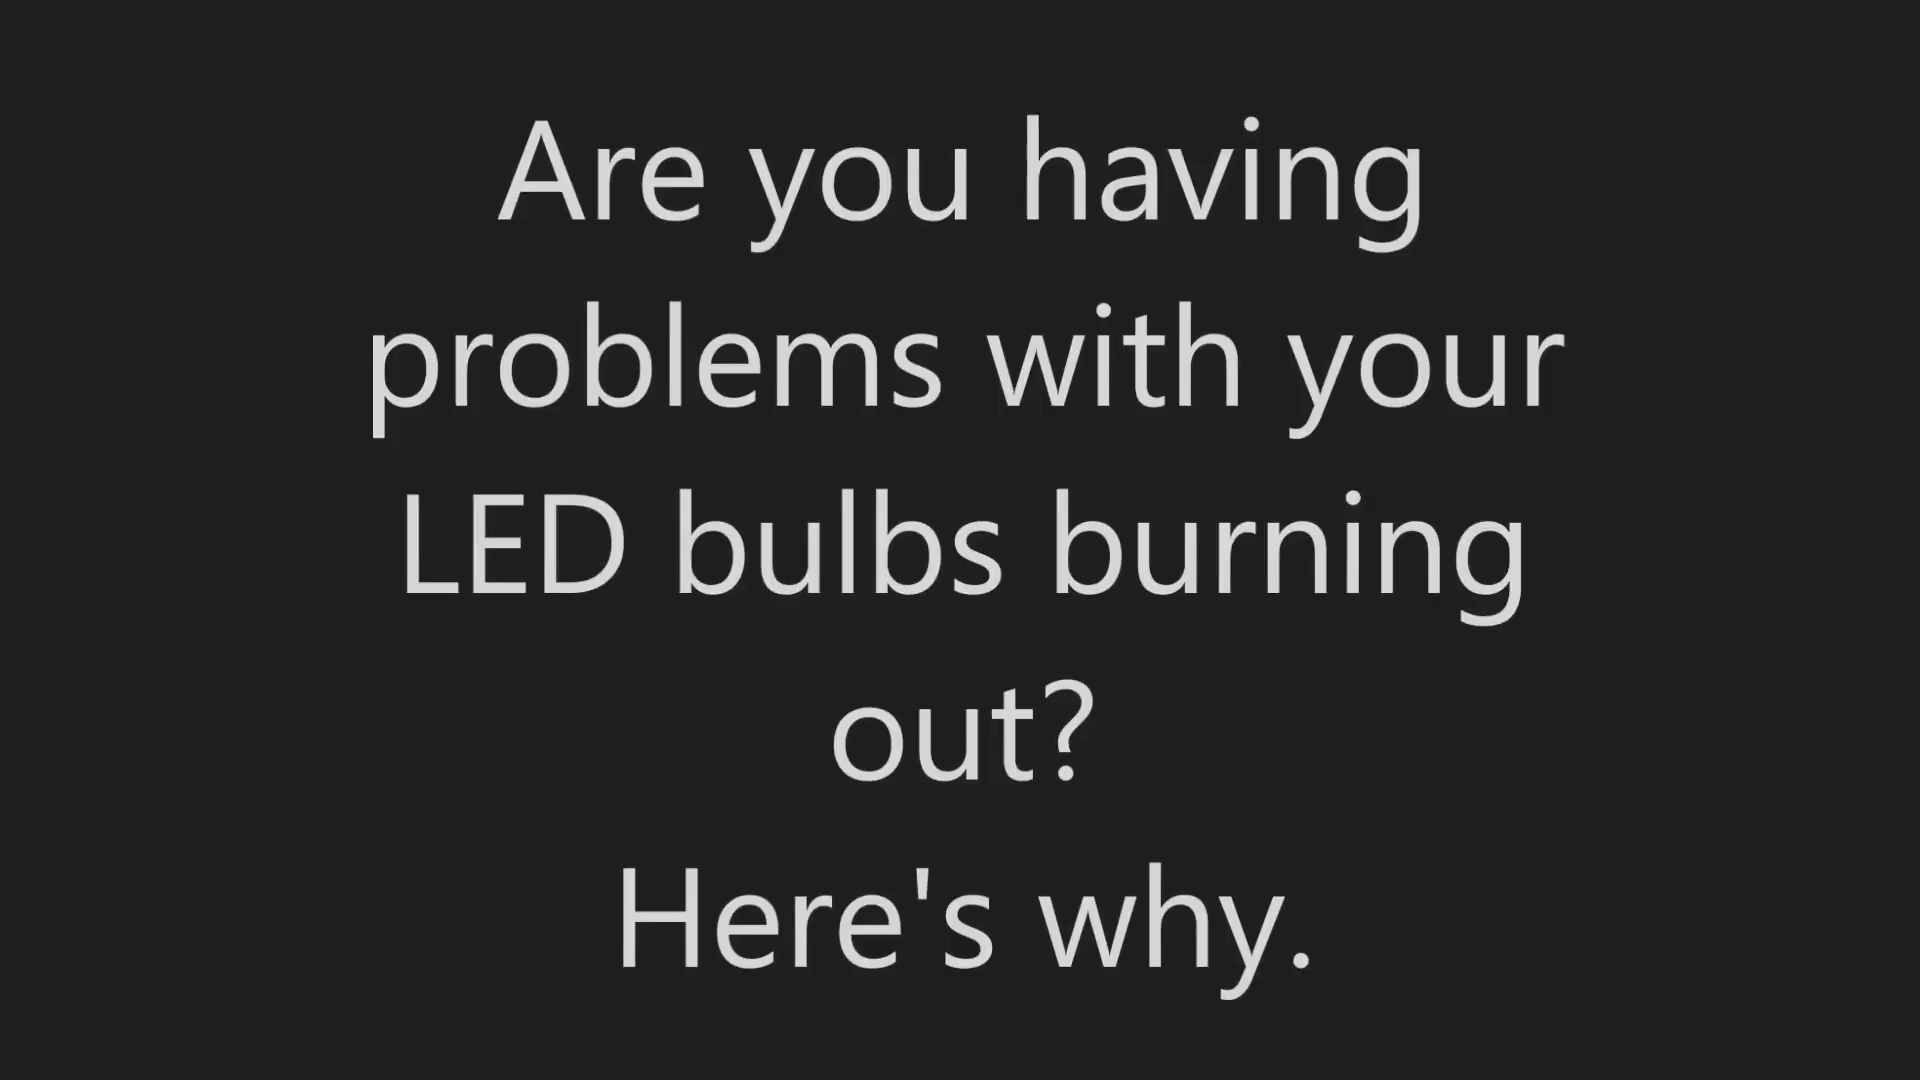 Are you having
problems with your
LED bulbs burning
out?
Here's why.